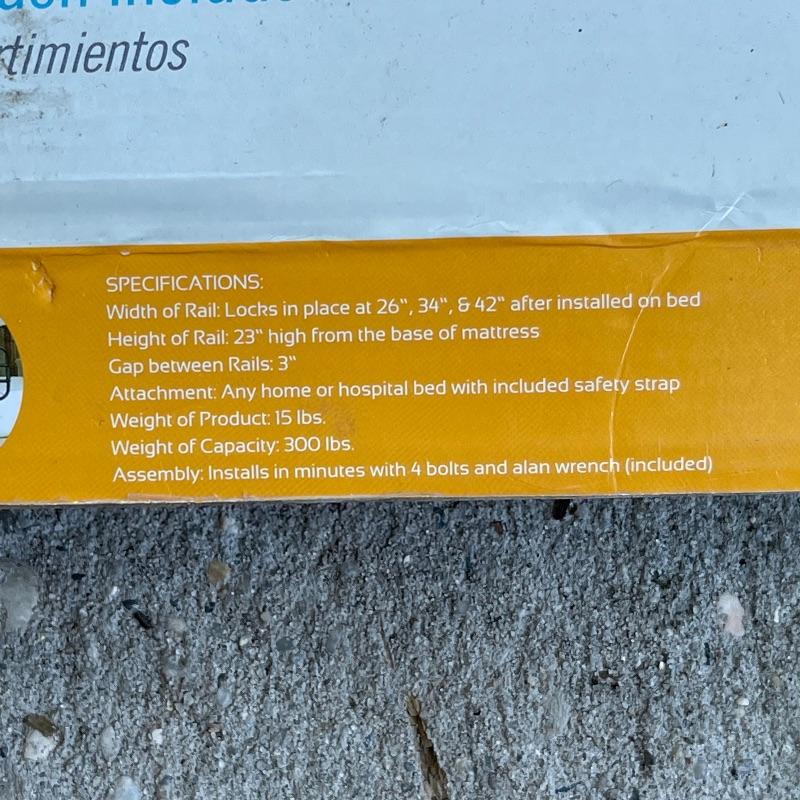 rtimientos
SPECIFICATIONS:
Width of Rail: Locks in place at 26", 34", & 42" after installed on bed
Height of Rail: 23" high from the base of mattress
Gap between Rails: 3"
Attachment: Any home or hospital bed with included safety strap
Weight of Product: 15 lbs.
Weight of Capacity: 300 lbs.
Assembly: Installs in minutes with 4 bolts and alan wrench (included)